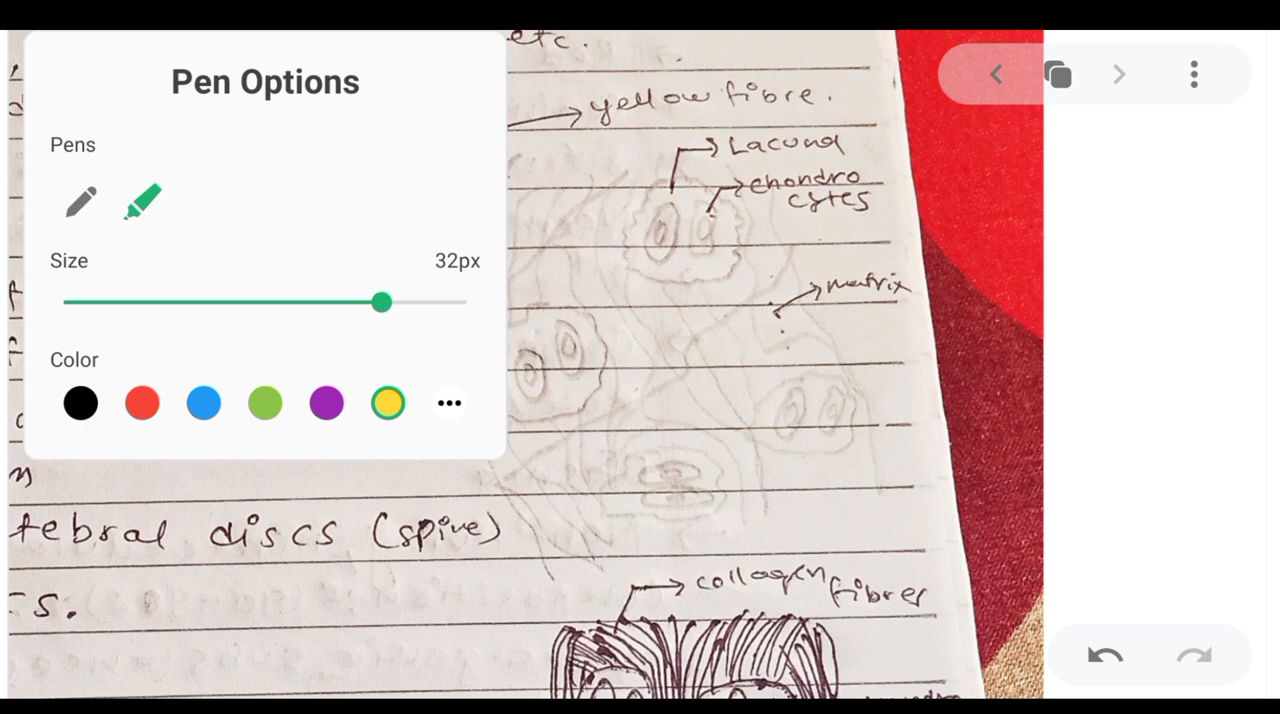 etc.
Pen Options
yellow fibre.
Pens
Lacuna
chondro
cytes
Size 32px
matrix
Color
tebral discs (spine)
collagen fibres
s.